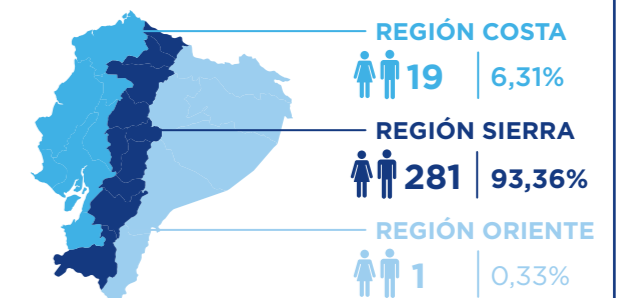 REGIÓN COSTA
19 6,31%
REGIÓN SIERRA
281 93,36%
REGIÓN ORIENTE
1 0,33%